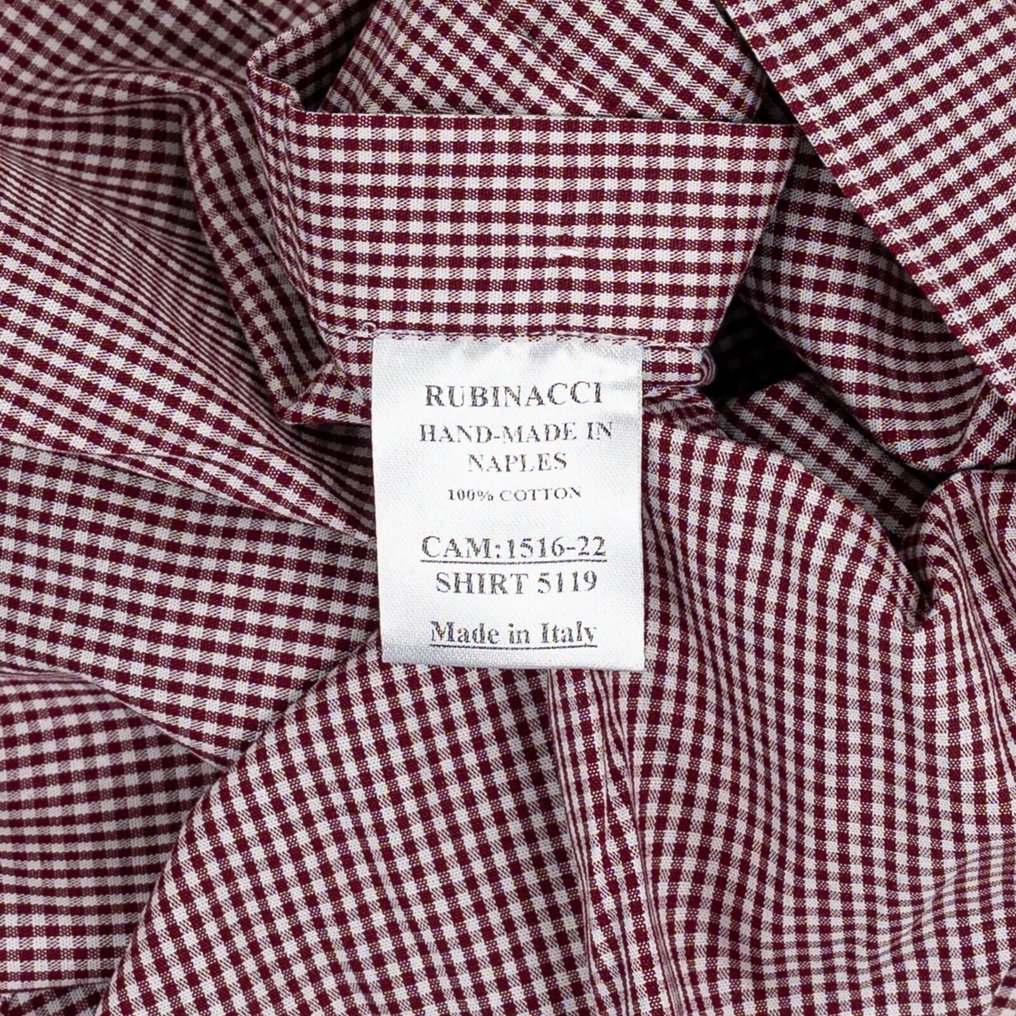 RUBINACCI
HAND-MADE IN
NAPLES
100% COTTON
CAM:1516-22
SHIRT 5119
Made in Italy